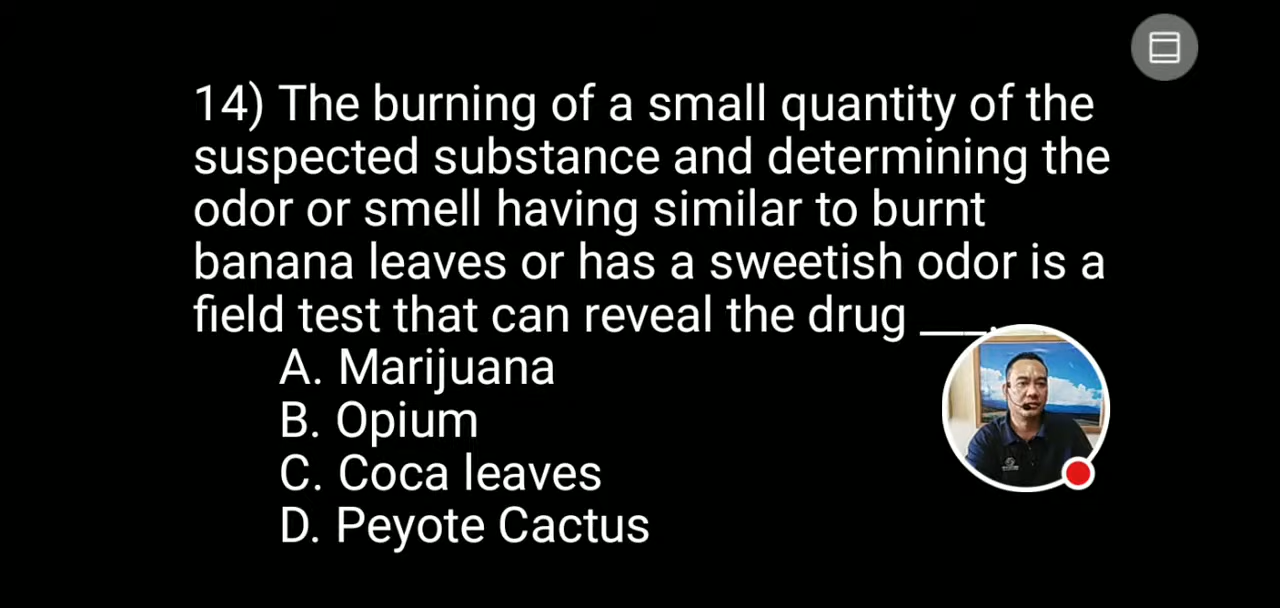 14) The burning of a small quantity of the
suspected substance and determining the
odor or smell having similar to burnt
banana leaves or has a sweetish odor is a
field test that can reveal the drug ___.
A. Marijuana
B. Opium
C. Coca leaves
D. Peyote Cactus